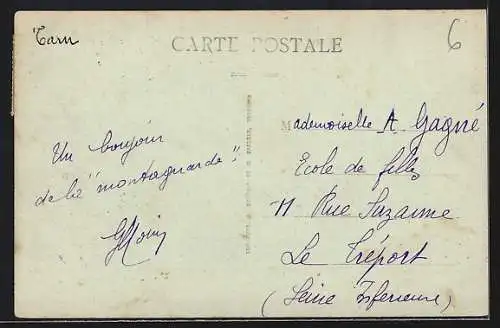 Tarn
CARTE POSTALE
6
Un bonjour
de la "montagnarde".
Mademoiselle A. Gagné
Ecole de filles
11 Rue Suzanne
Le Tréport
(Seine Inférieure)